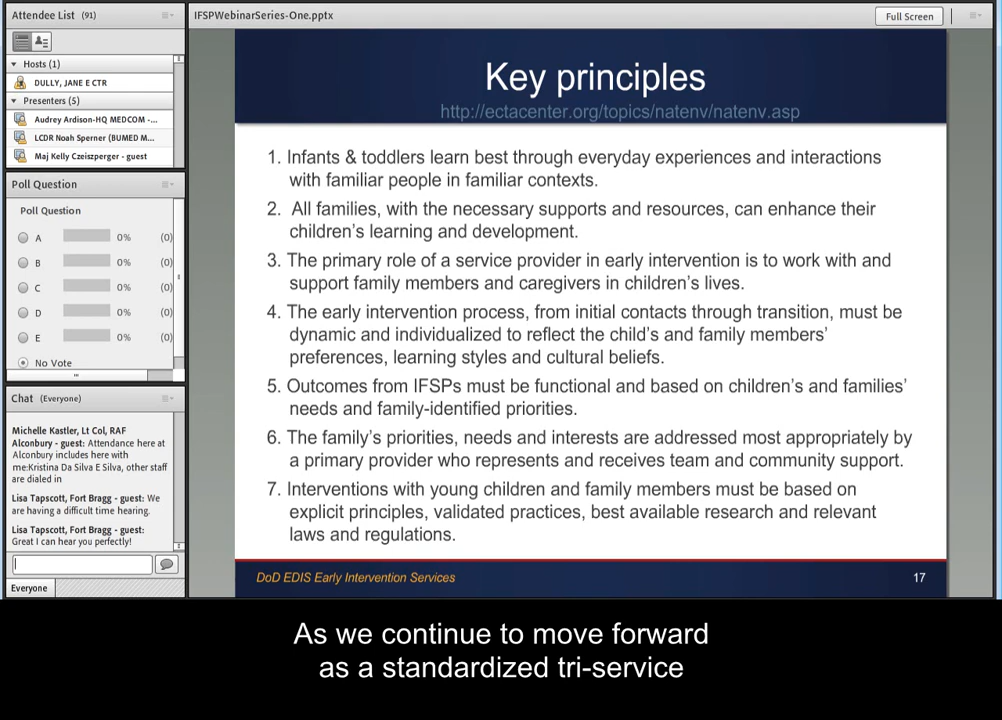 Attendee List (91)
Hosts (1)
DULLY, JANE E CTR
Presenters (5)
Audrey Ardison-HQ MEDCOM -...
LCDR Noah Sperner (BUMED M...
Maj Kelly Czeiszperger - guest
Poll Question
Poll Question
A 0% (0)
B 0% (0)
C 0% (0)
D 0% (0)
E 0% (0)
No Vote
Chat (Everyone)
Michelle Kastler, Lt Col, RAF
Alconbury - guest: Attendance here at
Alconbury includes here with
me:Kristina Da Silva E Silva, other staff
are dialed in
Lisa Tapscott, Fort Bragg - guest: We
are having a difficult time hearing.
Lisa Tapscott, Fort Bragg - guest:
Great I can hear you perfectly!
Everyone
IFSPWebinarSeries-One.pptx
Full Screen
Key principles
http://ectacenter.org/topics/natenv/natenv.asp
1. Infants & toddlers learn best through everyday experiences and interactions
with familiar people in familiar contexts.
2. All families, with the necessary supports and resources, can enhance their
children's learning and development.
3. The primary role of a service provider in early intervention is to work with and
support family members and caregivers in children's lives.
4. The early intervention process, from initial contacts through transition, must be
dynamic and individualized to reflect the child's and family members'
preferences, learning styles and cultural beliefs.
5. Outcomes from IFSPs must be functional and based on children's and families'
needs and family-identified priorities.
6. The family's priorities, needs and interests are addressed most appropriately by
a primary provider who represents and receives team and community support.
7. Interventions with young children and family members must be based on
explicit principles, validated practices, best available research and relevant
laws and regulations.
DoD EDIS Early Intervention Services
17
As we continue to move forward
as a standardized tri-service